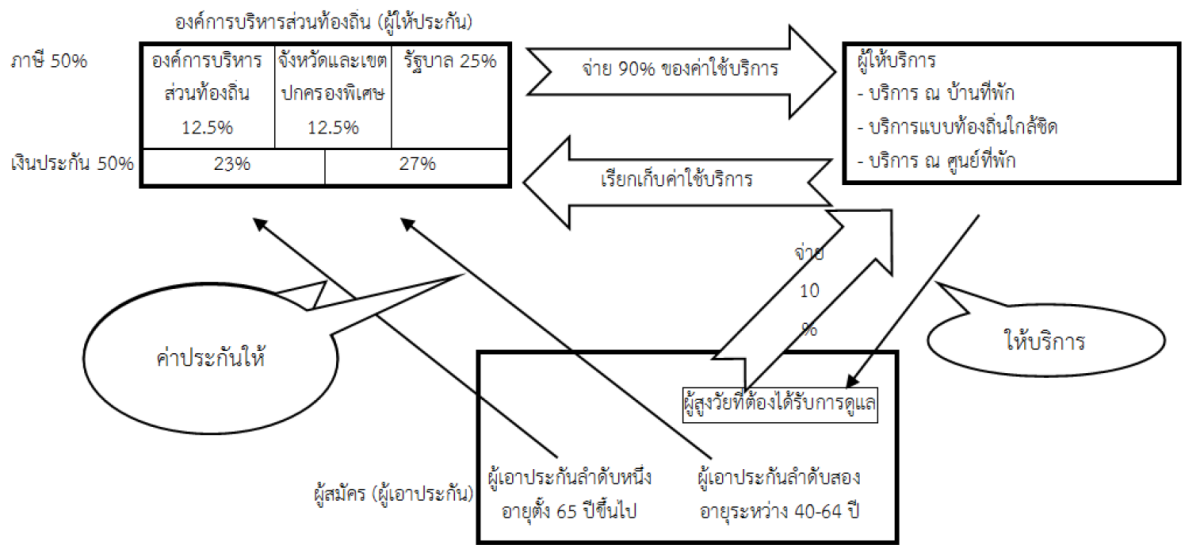 องค์การบริหารส่วนท้องถิ่น (ผู้ให้ประกัน)
ภาษี 50%
องค์การบริหาร
ส่วนท้องถิ่น
12.5%
จังหวัดและเขต
ปกครองพิเศษ
12.5%
รัฐบาล 25%
เงินประกัน 50%
23%
27%
จ่าย 90% ของค่าใช้บริการ
เรียกเก็บค่าใช้บริการ
ผู้ให้บริการ
- บริการ ณ บ้านที่พัก
- บริการแบบท้องถิ่นใกล้ชิด
- บริการ ณ ศูนย์ที่พัก
จ่าย
10
%
ค่าประกันให้
ให้บริการ
ผู้สูงวัยที่ต้องได้รับการดูแล
ผู้สมัคร (ผู้เอาประกัน)
ผู้เอาประกันลำดับหนึ่ง
อายุตั้ง 65 ปีขึ้นไป
ผู้เอาประกันลำดับสอง
อายุระหว่าง 40-64 ปี